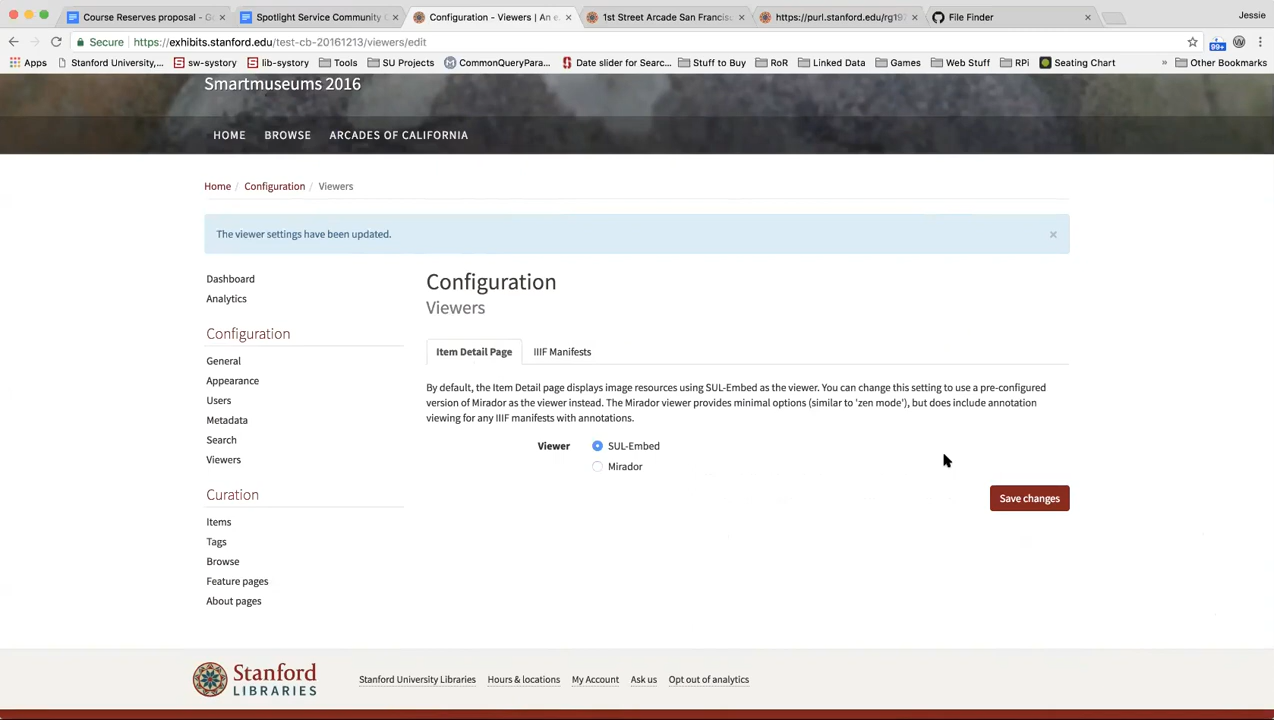 Course Reserves proposal - G
Spotlight Service Community
Configuration - Viewers | An e
1st Street Arcade San Francis
https://purl.stanford.edu/rg197
File Finder
Jessie
Secure https://exhibits.stanford.edu/test-cb-20161213/viewers/edit
99+
Apps Stanford University,... sw-systory lib-systory Tools SU Projects CommonQueryPara... Date slider for Searc... Stuff to Buy RoR Linked Data Games Web Stuff RPi Seating Chart » Other Bookmarks
Smartmuseums 2016
HOME BROWSE ARCADES OF CALIFORNIA
Home / Configuration / Viewers
The viewer settings have been updated. ×
Dashboard
Analytics
Configuration
General
Appearance
Users
Metadata
Search
Viewers
Curation
Items
Tags
Browse
Feature pages
About pages
Configuration
Viewers
Item Detail Page IIIF Manifests
By default, the Item Detail page displays image resources using SUL-Embed as the viewer. You can change this setting to use a pre-configured
version of Mirador as the viewer instead. The Mirador viewer provides minimal options (similar to 'zen mode'), but does include annotation
viewing for any IIIF manifests with annotations.
Viewer SUL-Embed
Mirador
Save changes
Stanford
LIBRARIES
Stanford University Libraries Hours & locations My Account Ask us Opt out of analytics